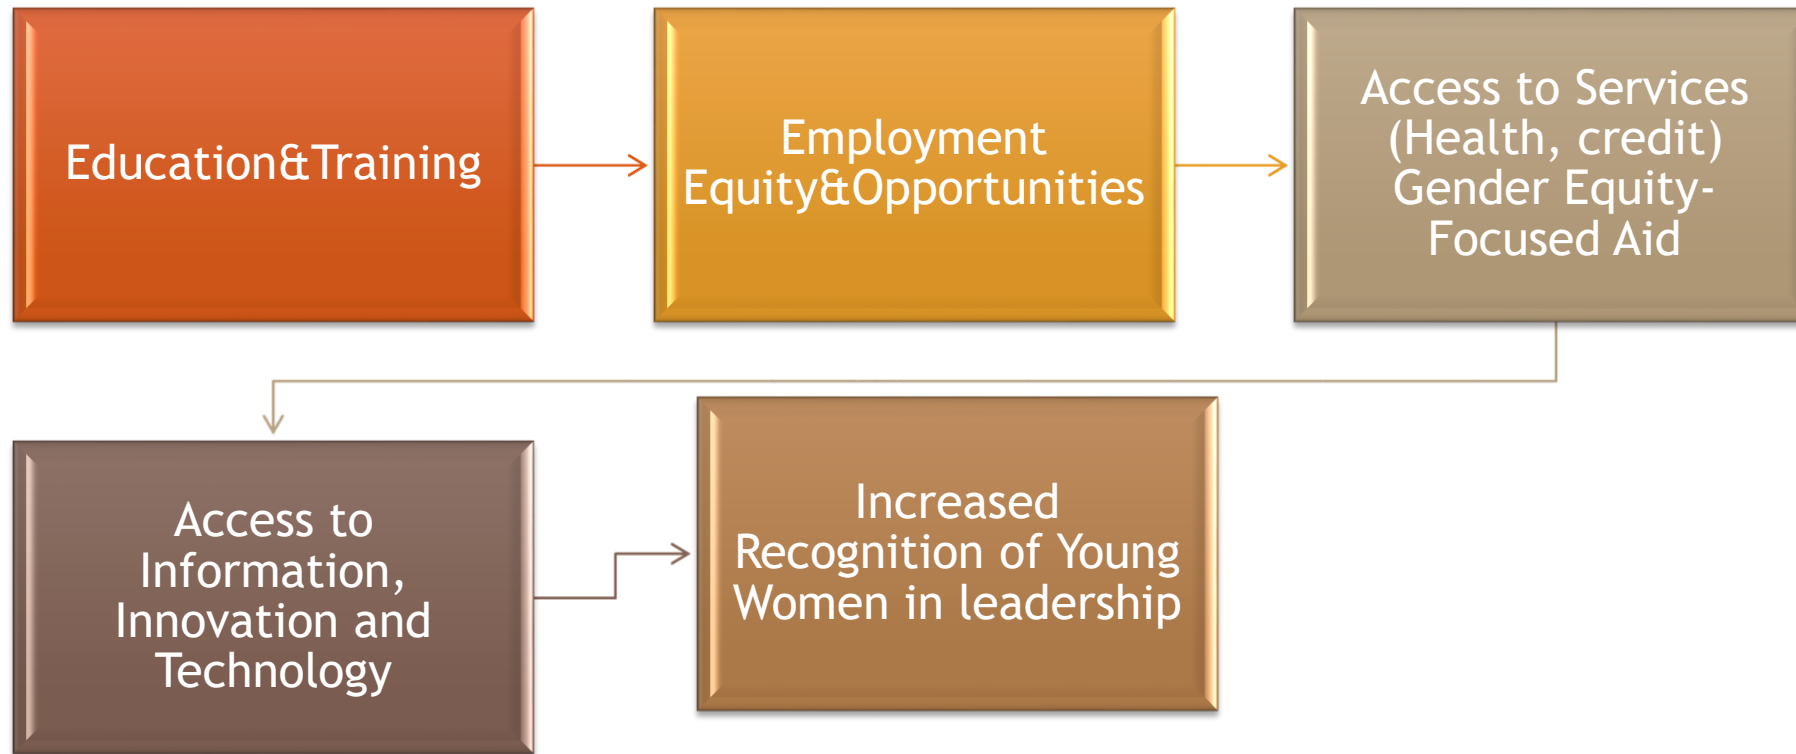 Education&Training
Employment
Equity&Opportunities
Access to Services
(Health, credit)
Gender Equity-
Focused Aid
Access to
Information,
Innovation and
Technology
Increased
Recognition of Young
Women in leadership